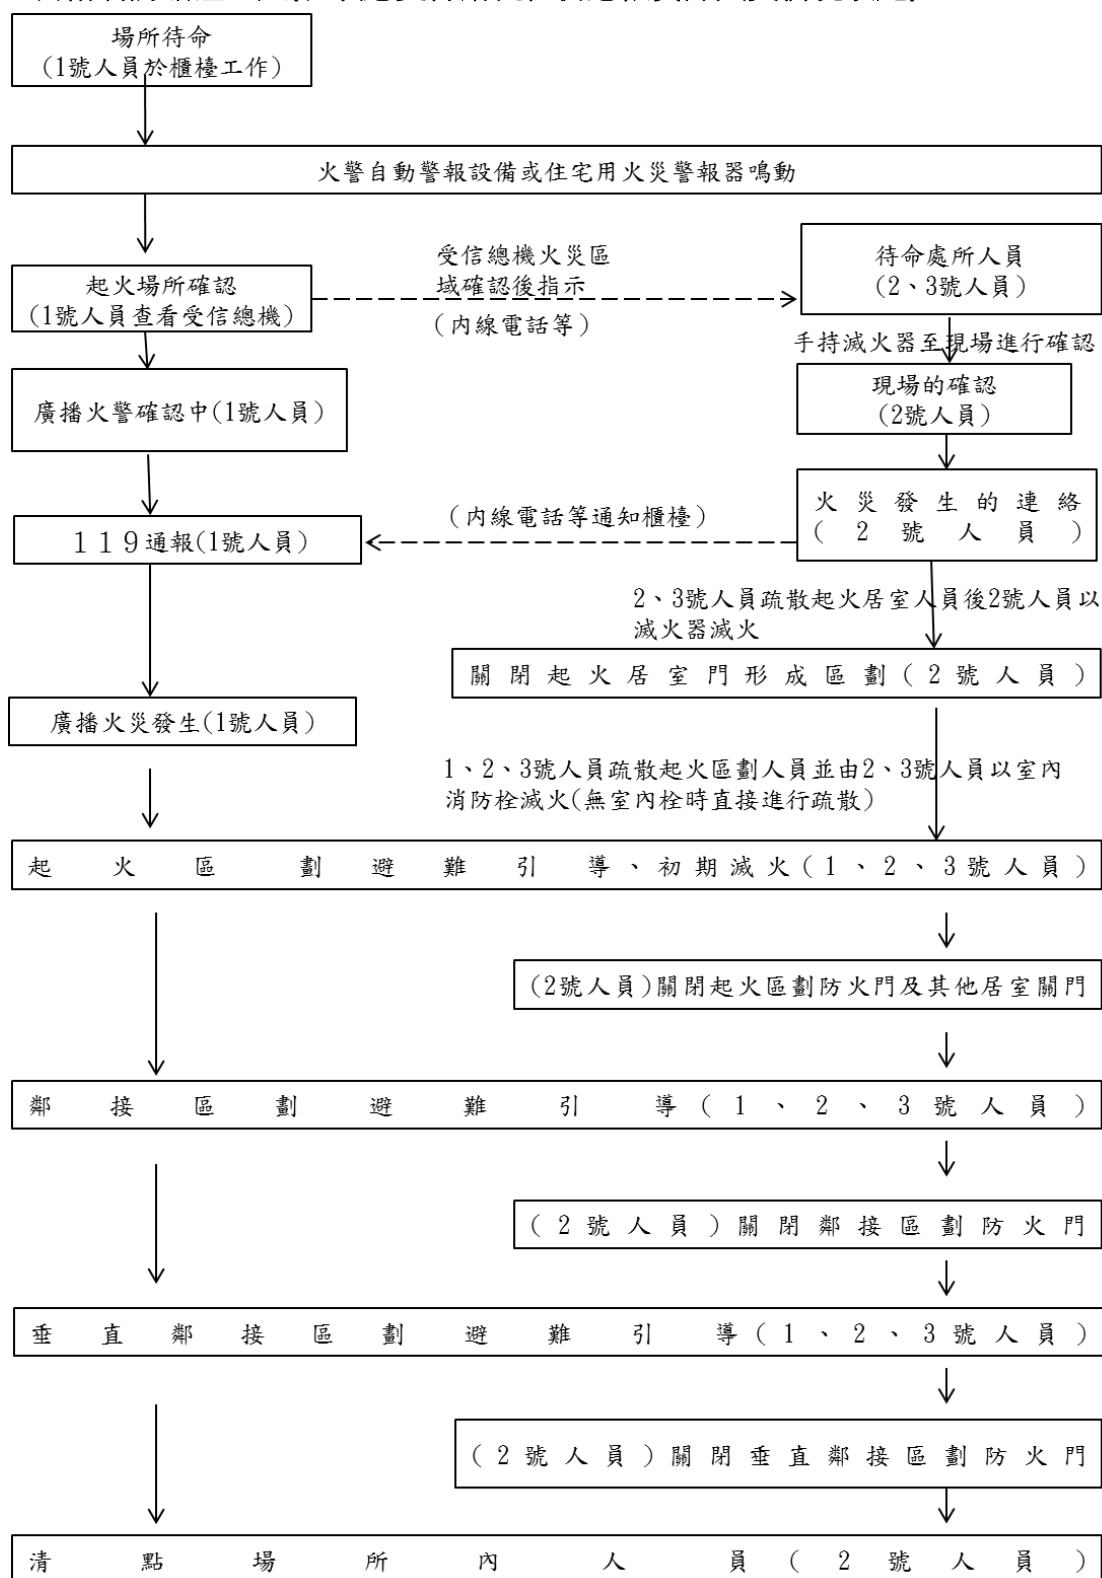 場所待命
(1號人員於櫃檯工作)
火警自動警報設備或住宅用火災警報器鳴動
受信總機火災區
域確認後指示
(內線電話等)
待命處所人員
(2、3號人員)
起火場所確認
(1號人員查看受信總機)
手持滅火器至現場進行確認
現場的確認
(2號人員)
廣播火警確認中(1號人員)
火災發生的連絡
(2號人員)
(內線電話等通知櫃檯)
119通報(1號人員)
2、3號人員疏散起火居室人員後2號人員以
滅火器滅火
關閉起火居室門形成區劃(2號人員)
廣播火災發生(1號人員)
1、2、3號人員疏散起火區劃人員並由2、3號人員以室內
消防栓滅火(無室內栓時直接進行疏散)
起火區劃避難引導、初期滅火(1、2、3號人員)
(2號人員)關閉起火區劃防火門及其他居室關門
鄰接區劃避難引導(1、2、3號人員)
(2號人員)關閉鄰接區劃防火門
垂直鄰接區劃避難引導(1、2、3號人員)
(2號人員)關閉垂直鄰接區劃防火門
清點場所內人員(2號人員)